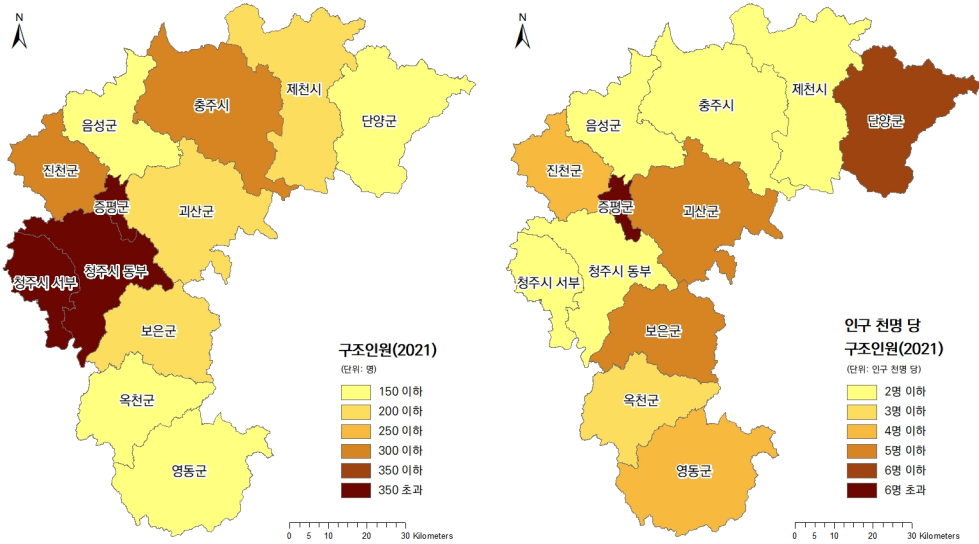 N
제천시
충주시
단양군
음성군
진천군
증평군
괴산군
청주시 동부
청주시 서부
보은군
옥천군
영동군
구조인원(2021)
(단위: 명)
150 이하
200 이하
250 이하
300 이하
350 이하
350 초과
0 5 10 20 30 Kilometers
N
제천시
충주시
단양군
음성군
진천군
증평군
괴산군
청주시 동부
청주시 서부
보은군
옥천군
영동군
인구 천명 당
구조인원(2021)
(단위: 인구 천명 당)
2명 이하
3명 이하
4명 이하
5명 이하
6명 이하
6명 초과
0 5 10 20 30 Kilometers